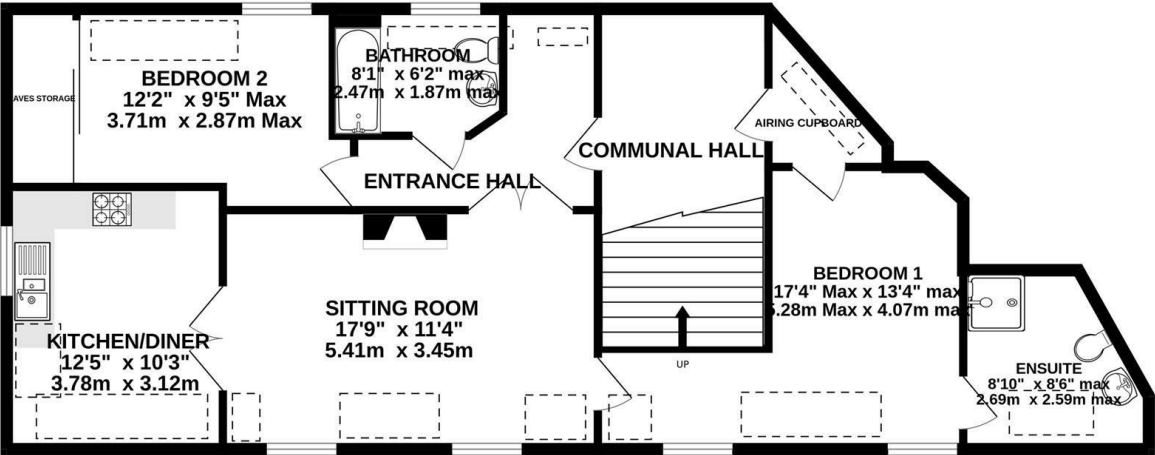 BEDROOM 2
12'2" x 9'5" Max
3.71m x 2.87m Max
AVES STORAGE
BATHROOM
8'1" x 6'2" max
2.47m x 1.87m max
ENTRANCE HALL
COMMUNAL HALL
AIRING CUPBOARD
KITCHEN/DINER
12'5" x 10'3"
3.78m x 3.12m
SITTING ROOM
17'9" x 11'4"
5.41m x 3.45m
UP
BEDROOM 1
17'4" Max x 13'4" max
5.28m Max x 4.07m max
ENSUITE
8'10" x 8'6" max
2.69m x 2.59m max